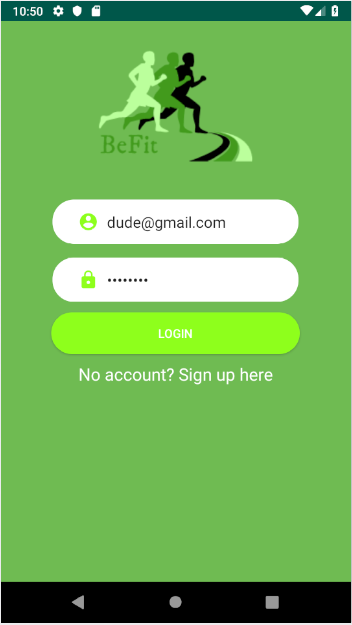 10:50
BeFit
dude@gmail.com
••••••••
LOGIN
No account? Sign up here